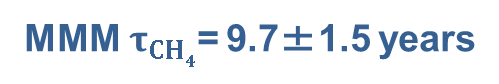 MMM τCH₄ = 9.7±1.5 years